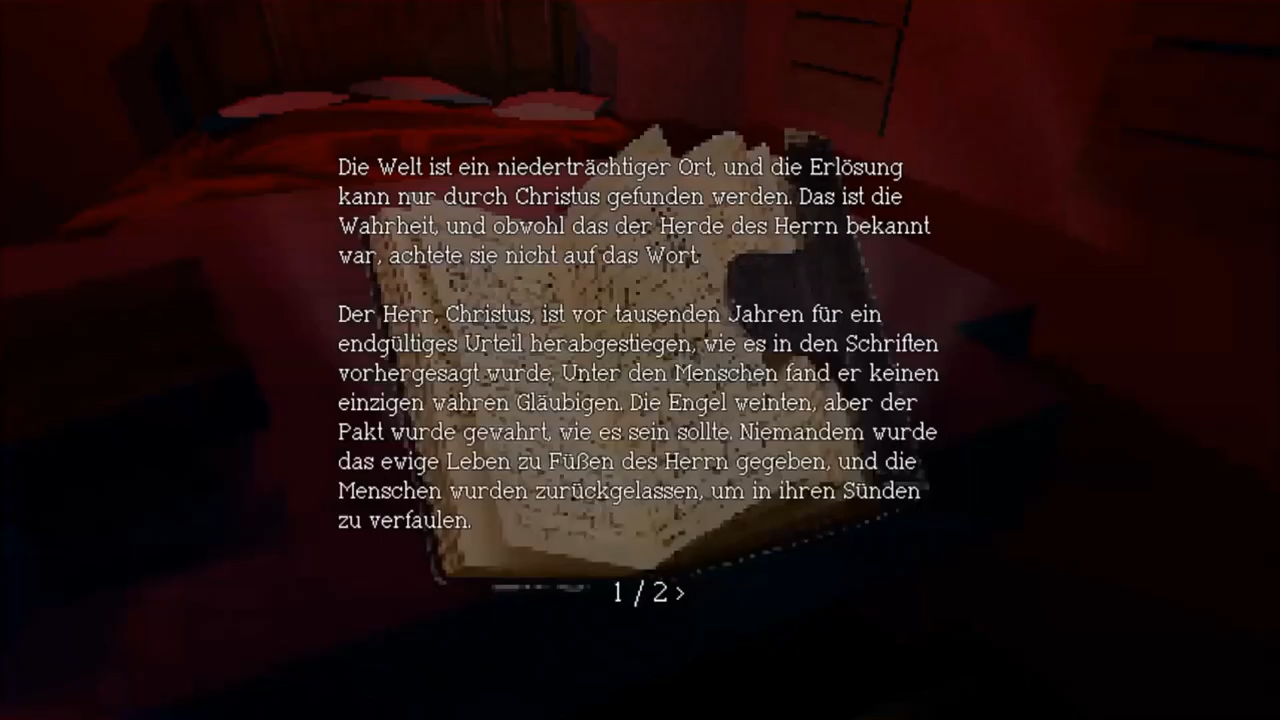 Die Welt ist ein niederträchtiger Ort, und die Erlösung
kann nur durch Christus gefunden werden. Das ist die
Wahrheit, und obwohl das der Herde des Herrn bekannt
war, achtete sie nicht auf das Wort.
Der Herr, Christus, ist vor tausenden Jahren für ein
endgültiges Urteil herabgestiegen, wie es in den Schriften
vorhergesagt wurde. Unter den Menschen fand er keinen
einzigen wahren Gläubigen. Die Engel weinten, aber der
Pakt wurde gewahrt, wie es sein sollte. Niemandem wurde
das ewige Leben zu Füßen des Herrn gegeben, und die
Menschen wurden zurückgelassen, um in ihren Sünden
zu verfaulen.
1 / 2 >